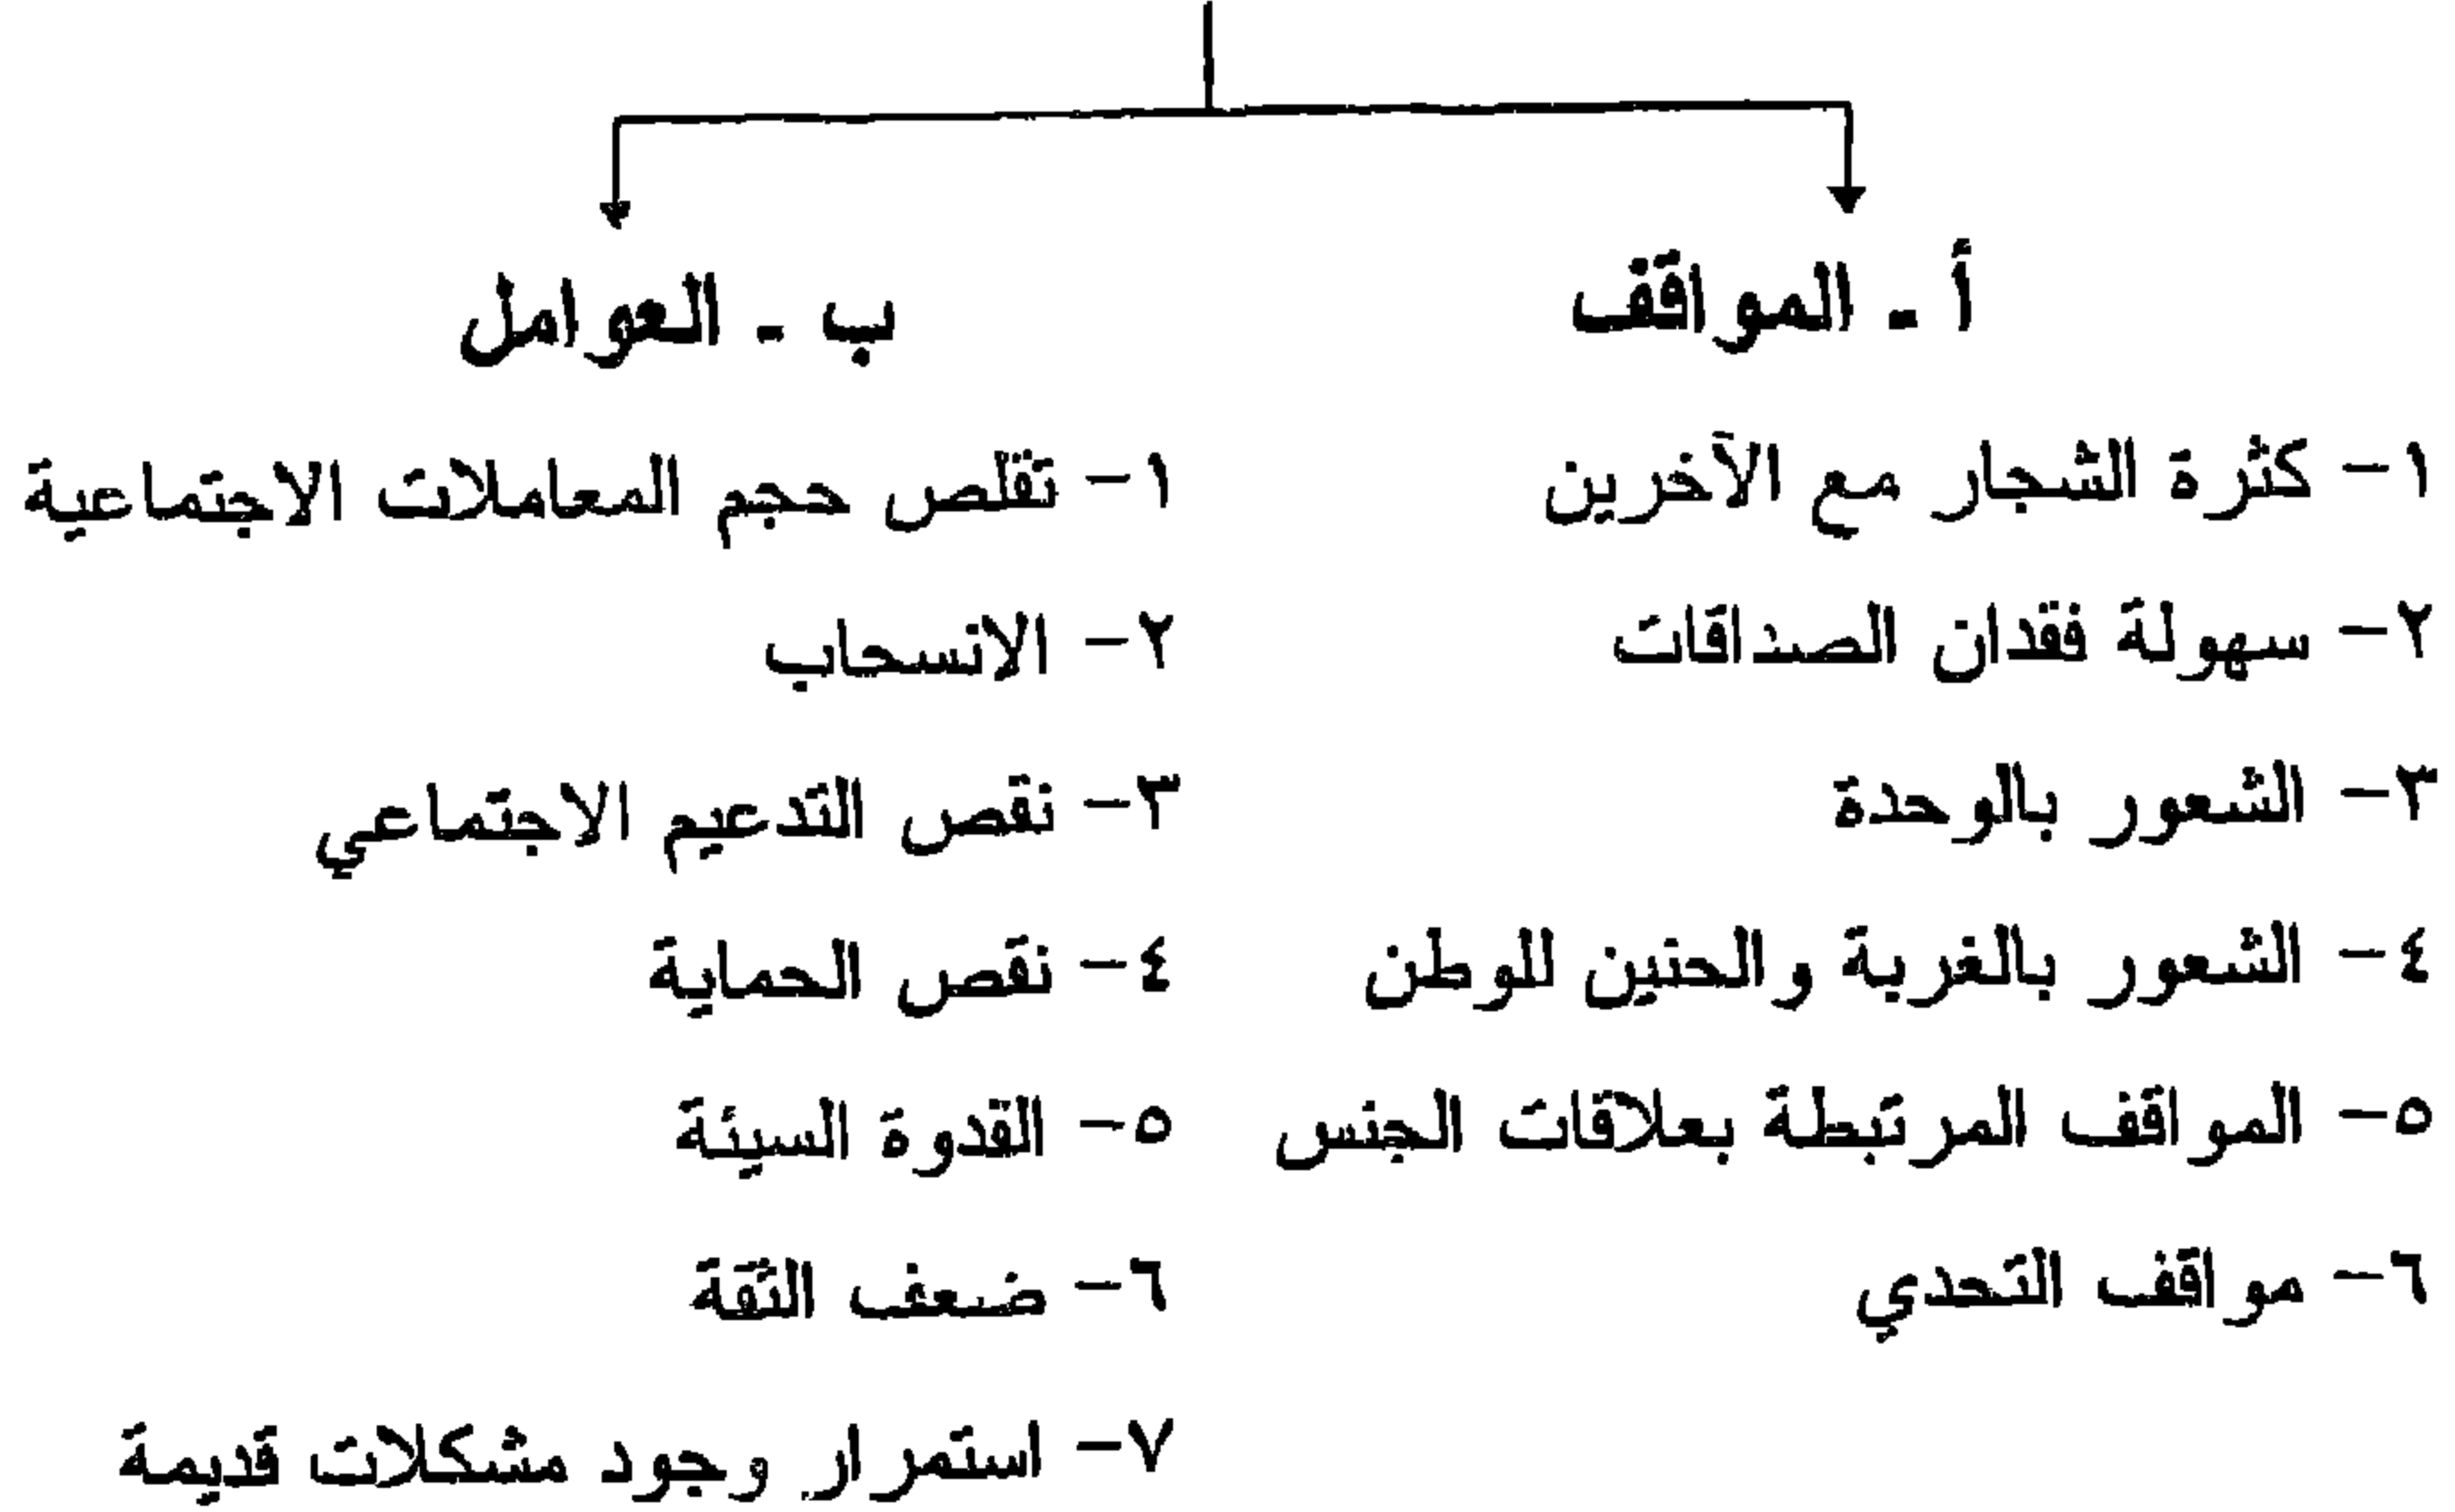 أ ـ المواقف
١- كثرة الشجار مع الآخرين
٢- سهولة فقدان الصداقات
٣- الشعور بالوحدة
٤- الشعور بالغربة والحنين للوطن
٥- المواقف المرتبطة بعلاقات الجنس
٦- مواقف التحدي
ب ـ العوامل
١- تقلص حجم المعاملات الاجتماعية
٢- الانسحاب
٣- نقص التدعيم الاجتماعي
٤- نقص الحماية
٥- القدوة السيئة
٦- ضعف الثقة
٧- استمرار وجود مشكلات قديمة